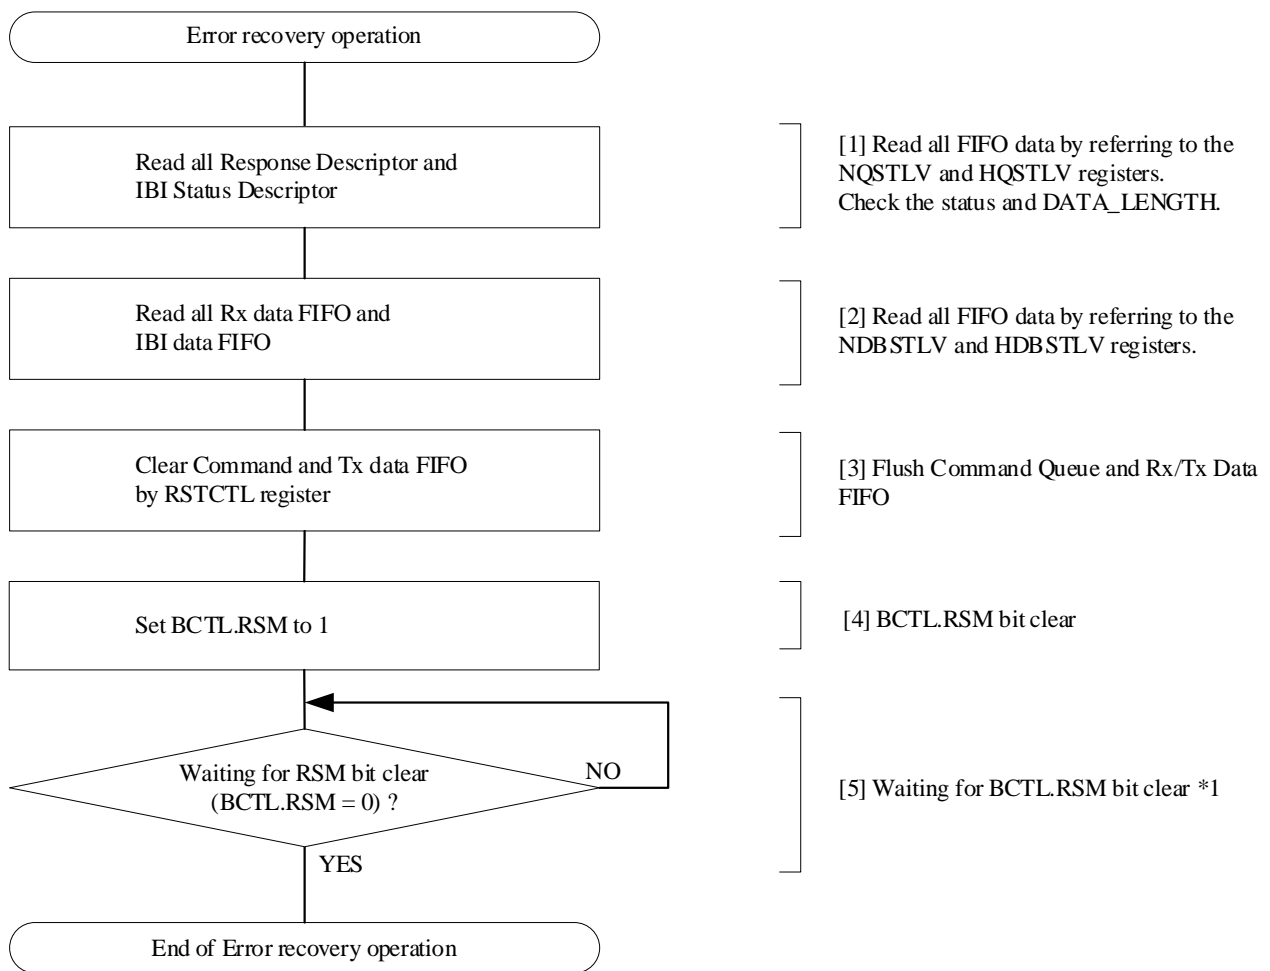 Error recovery operation
Read all Response Descriptor and
IBI Status Descriptor
[1] Read all FIFO data by referring to the
NQSTLV and HQSTLV registers.
Check the status and DATA_LENGTH.
Read all Rx data FIFO and
IBI data FIFO
[2] Read all FIFO data by referring to the
NDBSTLV and HDBSTLV registers.
Clear Command and Tx data FIFO
by RSTCTL register
[3] Flush Command Queue and Rx/Tx Data
FIFO
Set BCTL.RSM to 1
[4] BCTL.RSM bit clear
Waiting for RSM bit clear
(BCTL.RSM = 0) ?
NO
[5] Waiting for BCTL.RSM bit clear *1
YES
End of Error recovery operation